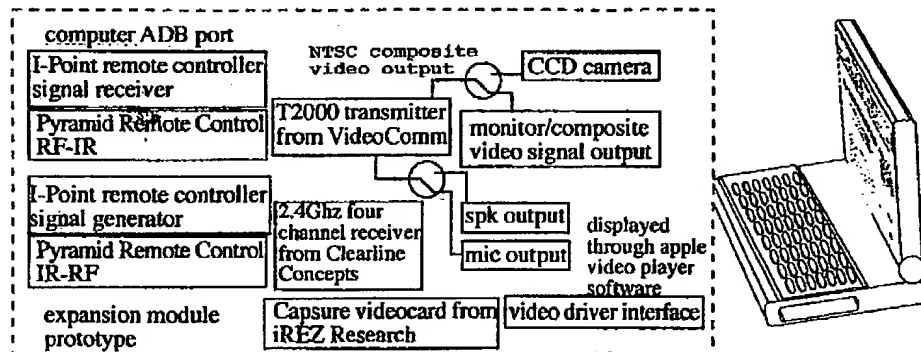 computer ADB port
I-Point remote controller
signal receiver
Pyramid Remote Control
RF-IR
I-Point remote controller
signal generator
Pyramid Remote Control
IR-RF
expansion module
prototype
NTSC composite
video output
CCD camera
T2000 transmitter
from VideoComm
monitor/composite
video signal output
2.4Ghz four
channel receiver
from Clearline
Concepts
spk output
mic output
displayed
through apple
video player
software
Capsure videocard from
iREZ Research
video driver interface